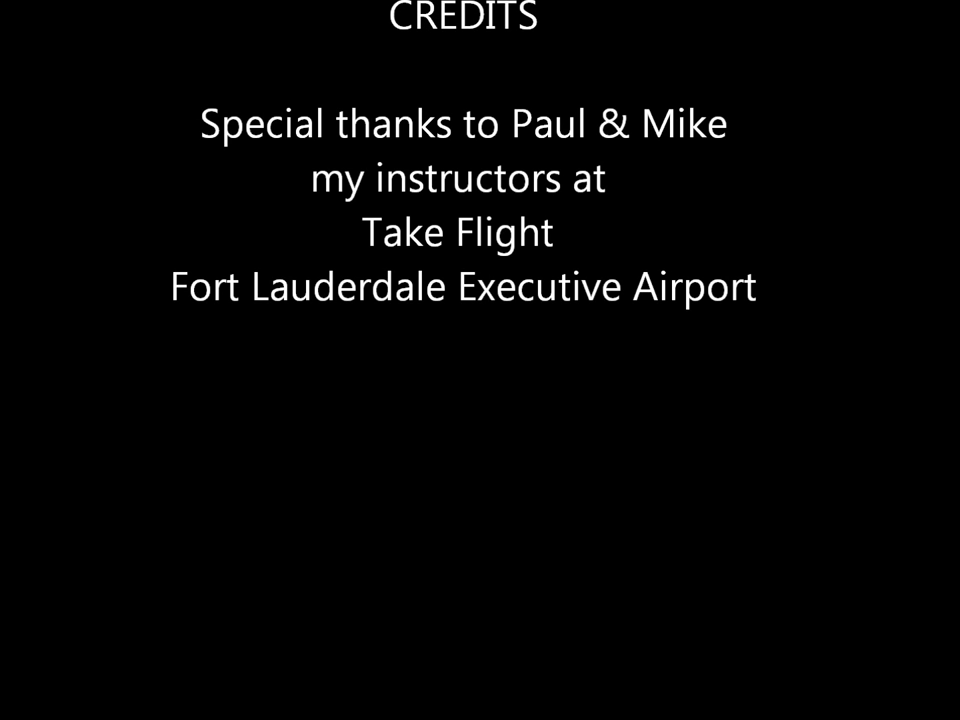 CREDITS
Special thanks to Paul & Mike
my instructors at
Take Flight
Fort Lauderdale Executive Airport